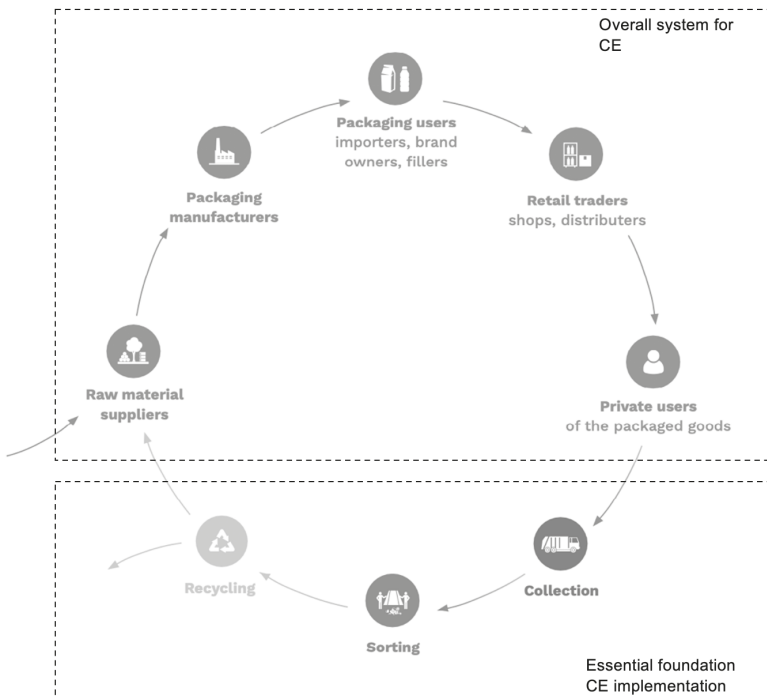 Overall system for
CE
Packaging users
importers, brand
owners, fillers
Packaging
manufacturers
Retail traders
shops, distributers
Raw material
suppliers
Private users
of the packaged goods
Recycling
Collection
Sorting
Essential foundation
CE implementation